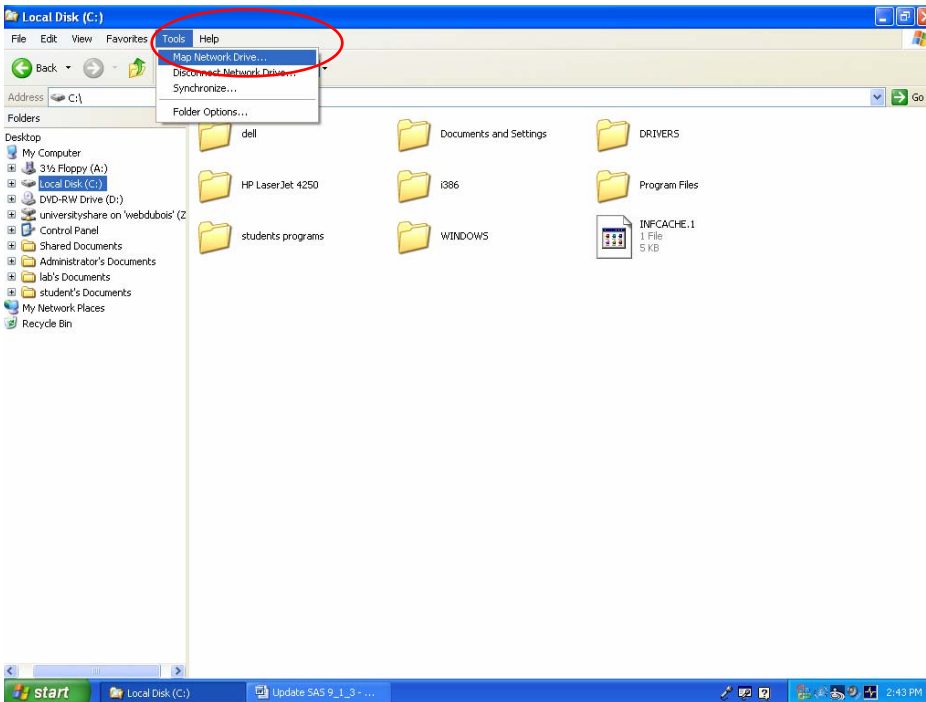 Local Disk (C:)
File Edit View Favorites Tools Help
Map Network Drive...
Disconnect Network Drive...
Synchronize...
Folder Options...
Back
Address C:\ Go
Folders
Desktop
My Computer
3½ Floppy (A:)
Local Disk (C:)
DVD-RW Drive (D:)
universityshare on 'webdubois' (Z
Control Panel
Shared Documents
Administrator's Documents
lab's Documents
student's Documents
My Network Places
Recycle Bin
dell Documents and Settings DRIVERS
HP LaserJet 4250 i386 Program Files
students programs WINDOWS INFCACHE.1
1 File
5 KB
start Local Disk (C:) Update SAS 9_1_3 - ... 2:43 PM